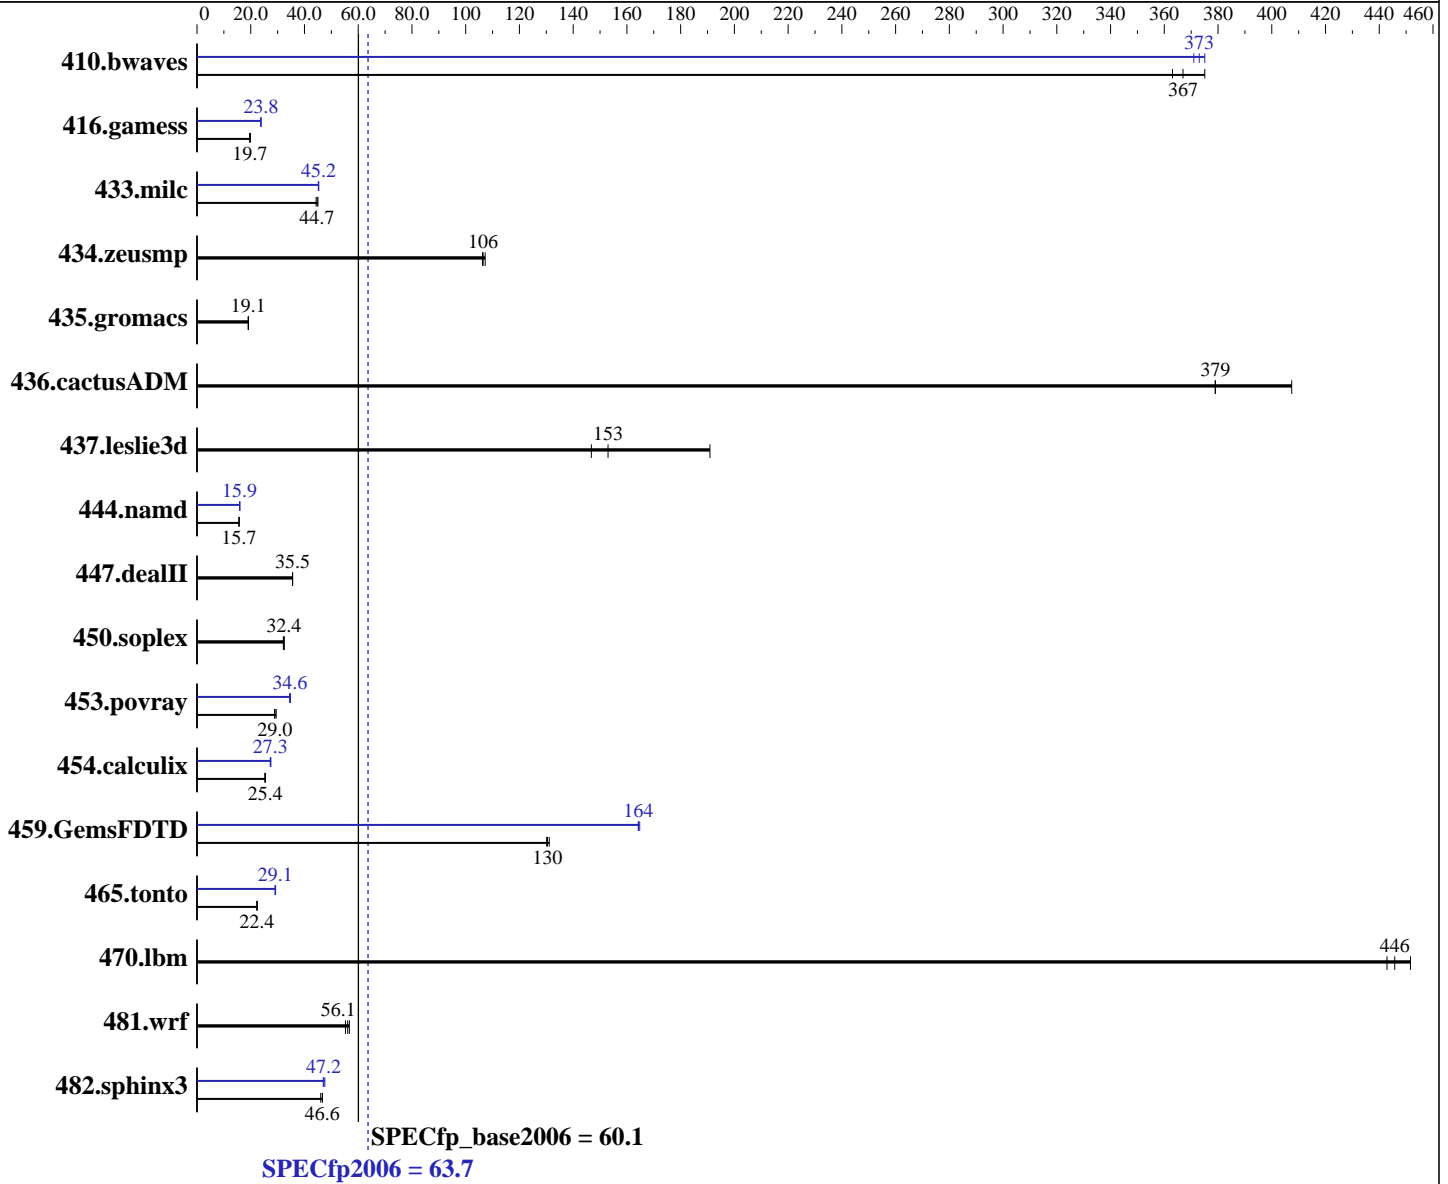 0 20.0 40.0 60.0 80.0 100 120 140 160 180 200 220 240 260 280 300 320 340 360 380 400 420 440 460
373
410.bwaves
367
23.8
416.gamess
19.7
45.2
433.milc
44.7
106
434.zeusmp
19.1
435.gromacs
379
436.cactusADM
153
437.leslie3d
15.9
444.namd
15.7
35.5
447.dealII
32.4
450.soplex
34.6
453.povray
29.0
27.3
454.calculix
25.4
164
459.GemsFDTD
130
29.1
465.tonto
22.4
446
470.lbm
56.1
481.wrf
47.2
482.sphinx3
46.6
SPECfp_base2006 = 60.1
SPECfp2006 = 63.7